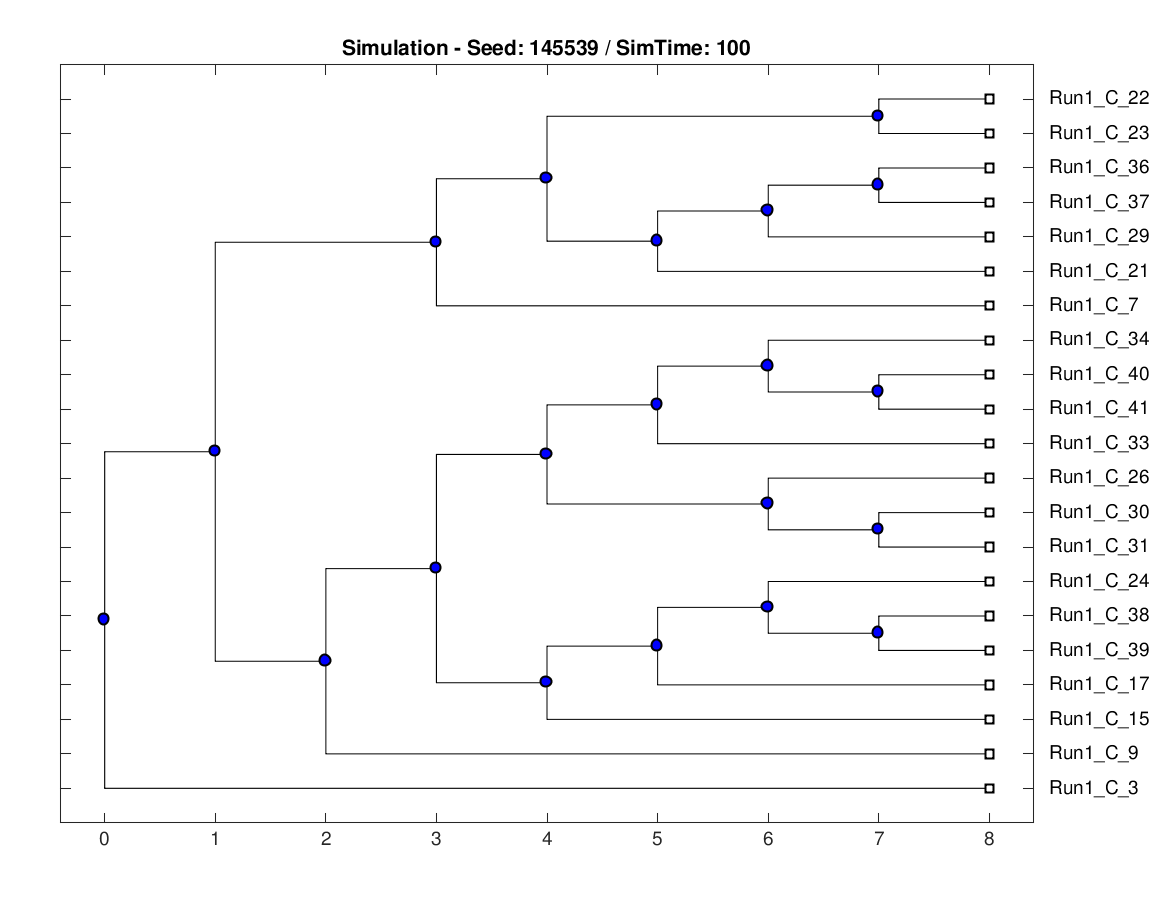 Simulation - Seed: 145539 / SimTime: 100
Run1_C_22
Run1_C_23
Run1_C_36
Run1_C_37
Run1_C_29
Run1_C_21
Run1_C_7
Run1_C_34
Run1_C_40
Run1_C_41
Run1_C_33
Run1_C_26
Run1_C_30
Run1_C_31
Run1_C_24
Run1_C_38
Run1_C_39
Run1_C_17
Run1_C_15
Run1_C_9
Run1_C_3
0 1 2 3 4 5 6 7 8